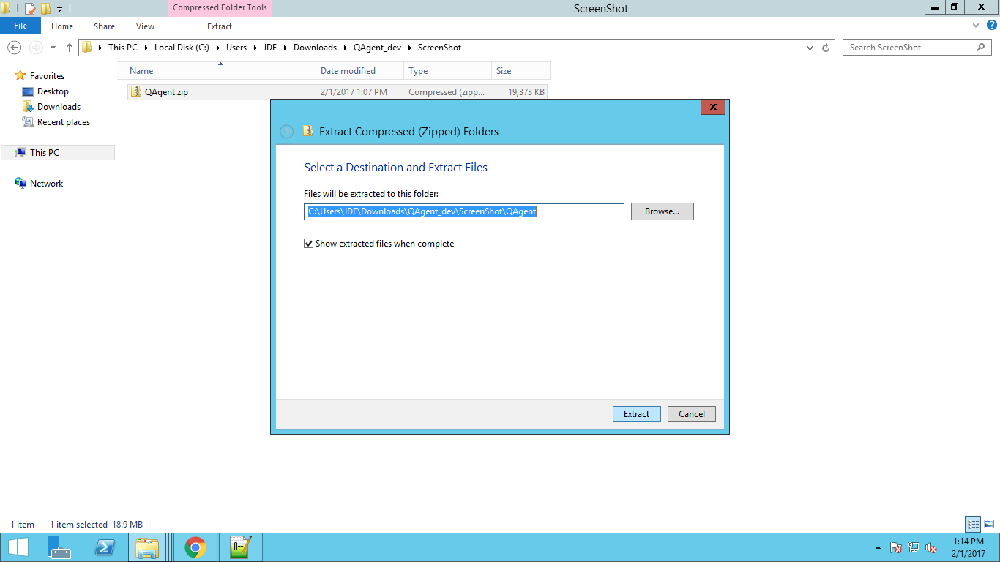 Compressed Folder Tools
ScreenShot
File Home Share View Extract
This PC Local Disk (C:) Users JDE Downloads QAgent_dev ScreenShot
Search ScreenShot
Name Date modified Type Size
Favorites
Desktop
Downloads
Recent places
This PC
Network
QAgent.zip 2/1/2017 1:07 PM Compressed (zipp... 19,373 KB
Extract Compressed (Zipped) Folders
Select a Destination and Extract Files
Files will be extracted to this folder:
C:\Users\JDE\Downloads\QAgent_dev\ScreenShot\QAgent
Browse...
Show extracted files when complete
Extract Cancel
1 item 1 item selected 18.9 MB
1:14 PM
2/1/2017